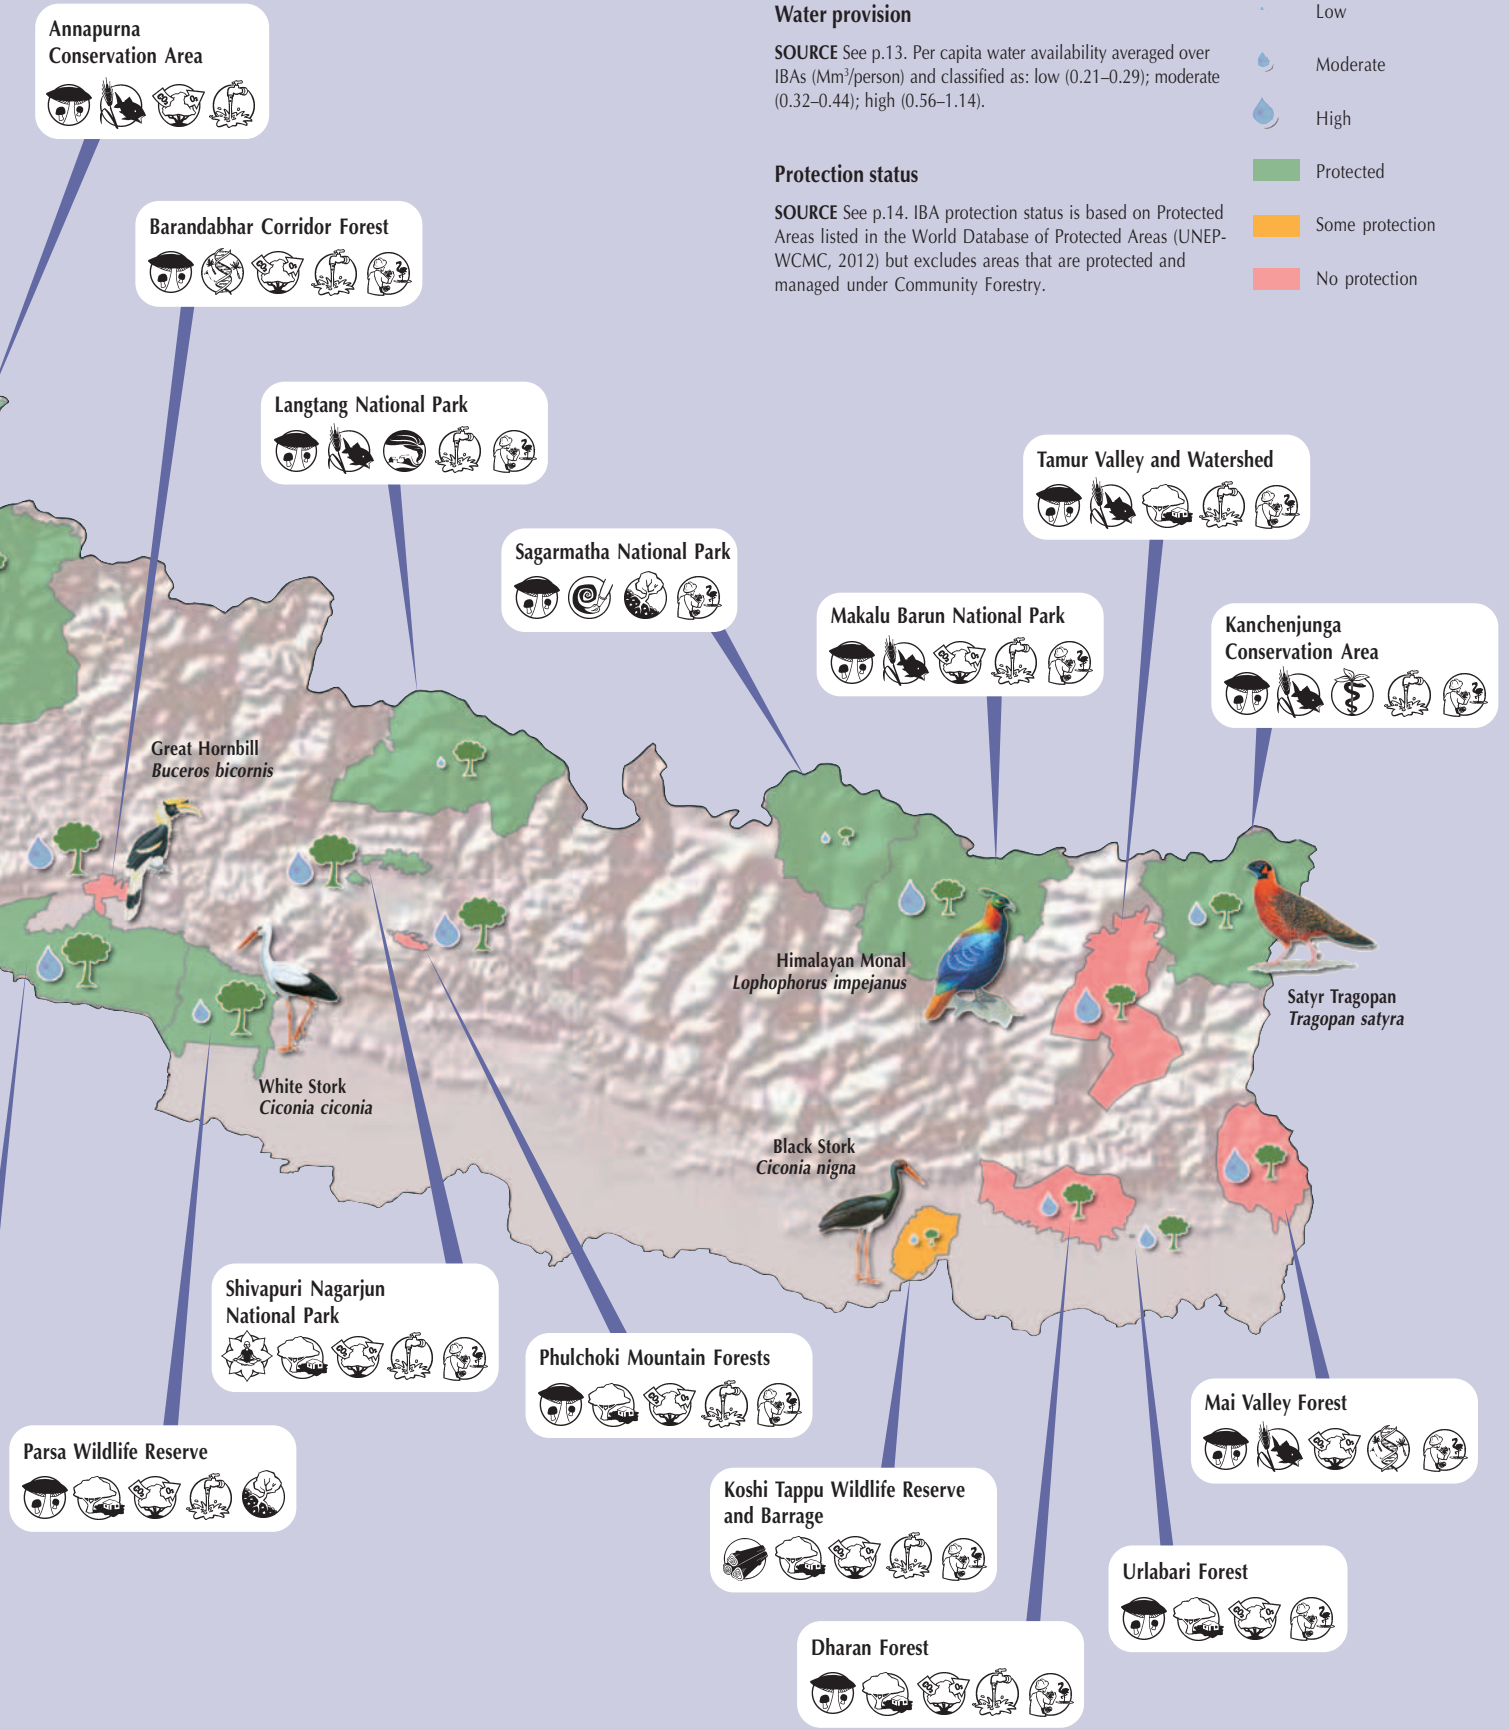 Annapurna
Conservation Area
Water provision
SOURCE See p.13. Per capita water availability averaged over
IBAs (Mm³/person) and classified as: low (0.21–0.29); moderate
(0.32–0.44); high (0.56–1.14).
Low
Moderate
High
Protection status
SOURCE See p.14. IBA protection status is based on Protected
Areas listed in the World Database of Protected Areas (UNEP-
WCMC, 2012) but excludes areas that are protected and
managed under Community Forestry.
Protected
Some protection
No protection
Barandabhar Corridor Forest
Langtang National Park
Tamur Valley and Watershed
Sagarmatha National Park
Makalu Barun National Park
Kanchenjunga
Conservation Area
Great Hornbill
Buceros bicornis
Himalayan Monal
Lophophorus impejanus
Satyr Tragopan
Tragopan satyra
White Stork
Ciconia ciconia
Black Stork
Ciconia nigna
Shivapuri Nagarjun
National Park
Phulchoki Mountain Forests
Mai Valley Forest
Parsa Wildlife Reserve
Koshi Tappu Wildlife Reserve
and Barrage
Urlabari Forest
Dharan Forest